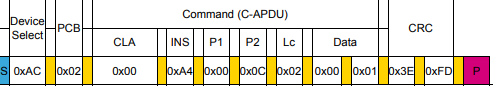 Command (C-APDU)
Device Select PCB CRC
CLA INS P1 P2 Lc Data
S 0xAC 0x02 0x00 0xA4 0x00 0x0C 0x02 0x00 0x01 0x3E 0xFD P